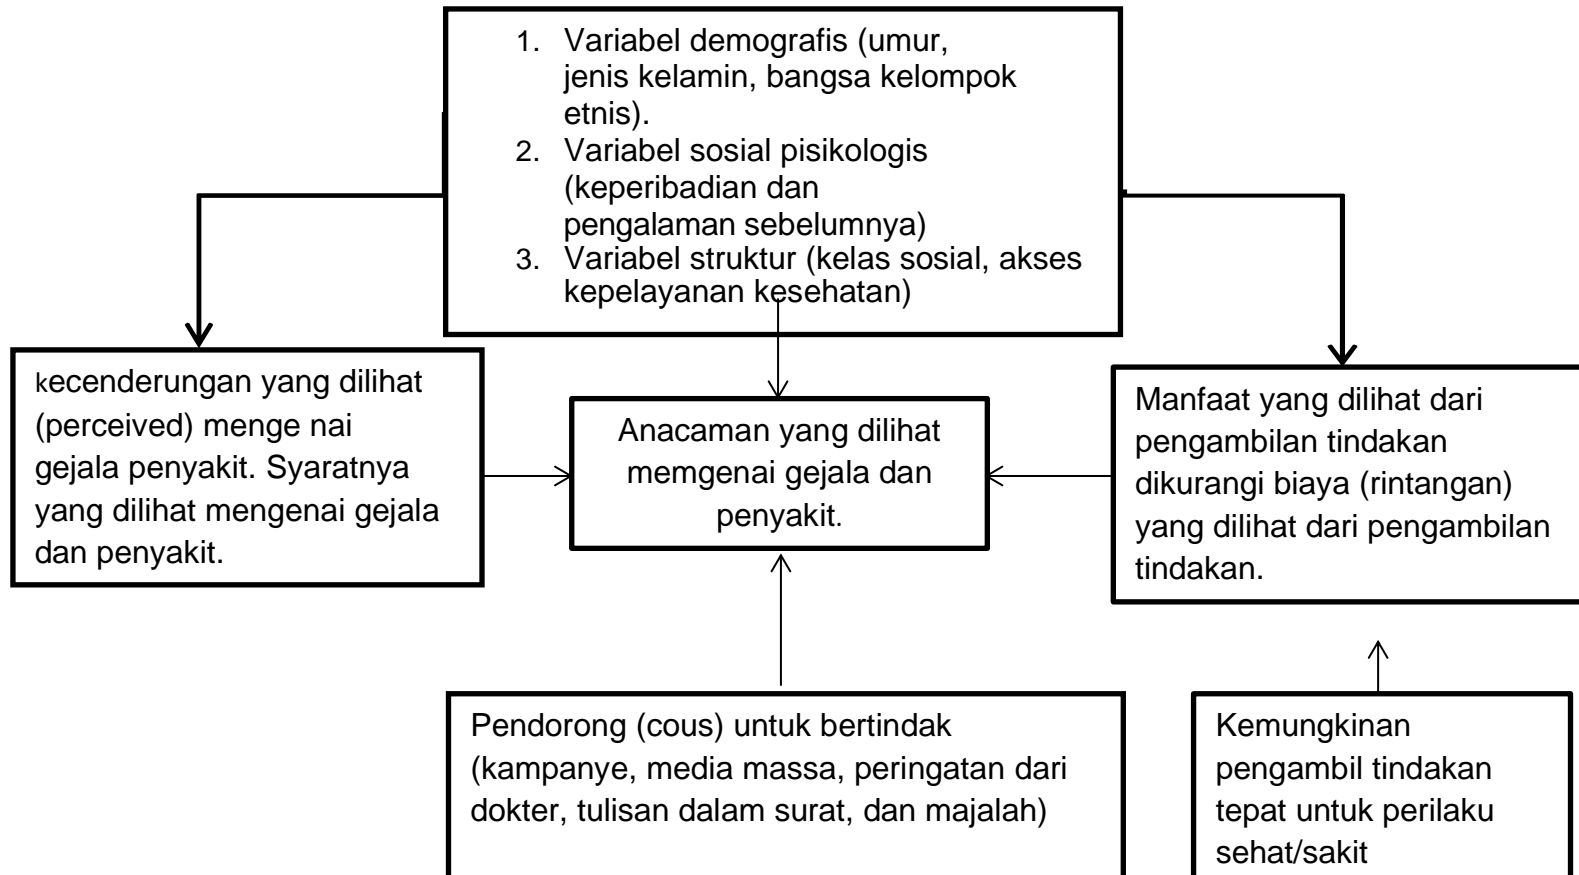 1. Variabel demografis (umur,
jenis kelamin, bangsa kelompok
etnis).
2. Variabel sosial pisikologis
(keperibadian dan
pengalaman sebelumnya)
3. Variabel struktur (kelas sosial, akses
kepelayanan kesehatan)
kecenderungan yang dilihat
(perceived) menge nai
gejala penyakit. Syaratnya
yang dilihat mengenai gejala
dan penyakit.
Anacaman yang dilihat
memgenai gejala dan
penyakit.
Manfaat yang dilihat dari
pengambilan tindakan
dikurangi biaya (rintangan)
yang dilihat dari pengambilan
tindakan.
Pendorong (cous) untuk bertindak
(kampanye, media massa, peringatan dari
dokter, tulisan dalam surat, dan majalah)
Kemungkinan
pengambil tindakan
tepat untuk perilaku
sehat/sakit